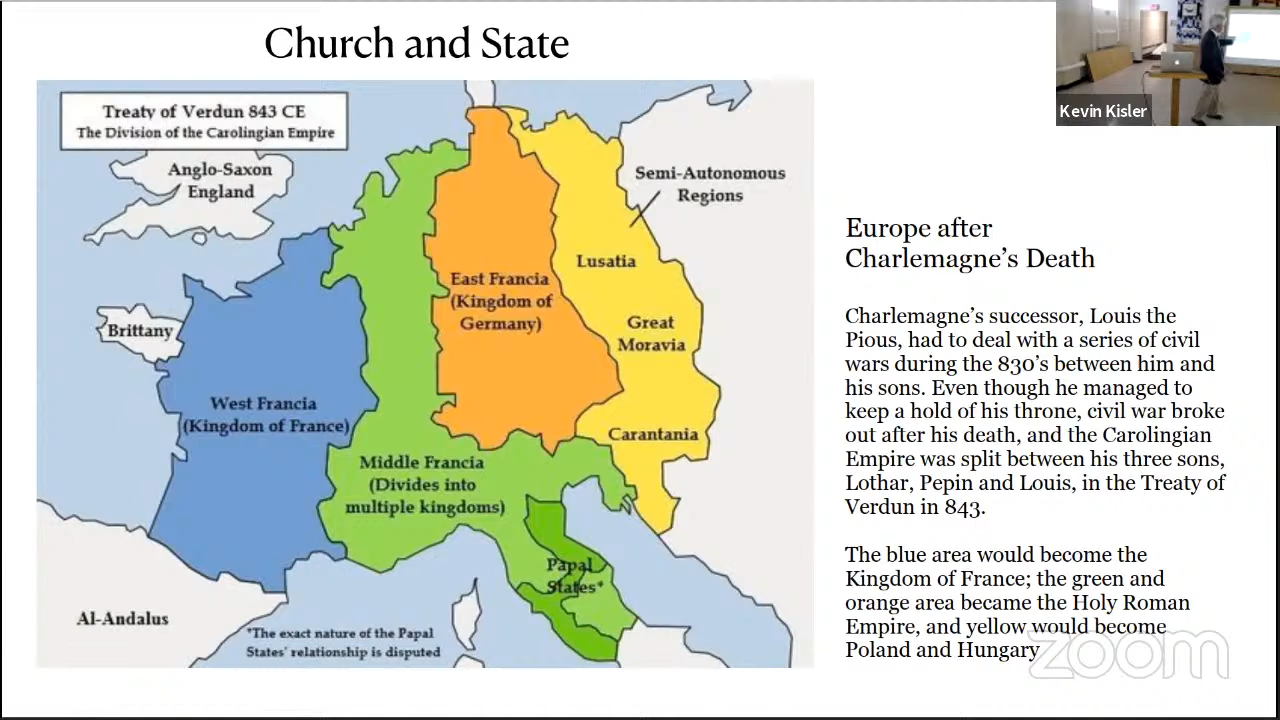 Church and State
Kevin Kisler
Treaty of Verdun 843 CE
The Division of the Carolingian Empire
Anglo-Saxon
England
Semi-Autonomous
Regions
Lusatia
East Francia
(Kingdom of
Germany)
Great
Moravia
Brittany
West Francia
(Kingdom of France)
Carantania
Middle Francia
(Divides into
multiple kingdoms)
Papal
States*
Al-Andalus
*The exact nature of the Papal
States' relationship is disputed
Europe after
Charlemagne's Death
Charlemagne's successor, Louis the
Pious, had to deal with a series of civil
wars during the 830's between him and
his sons. Even though he managed to
keep a hold of his throne, civil war broke
out after his death, and the Carolingian
Empire was split between his three sons,
Lothar, Pepin and Louis, in the Treaty of
Verdun in 843.
The blue area would become the
Kingdom of France; the green and
orange area became the Holy Roman
Empire, and yellow would become
Poland and Hungary
zoom